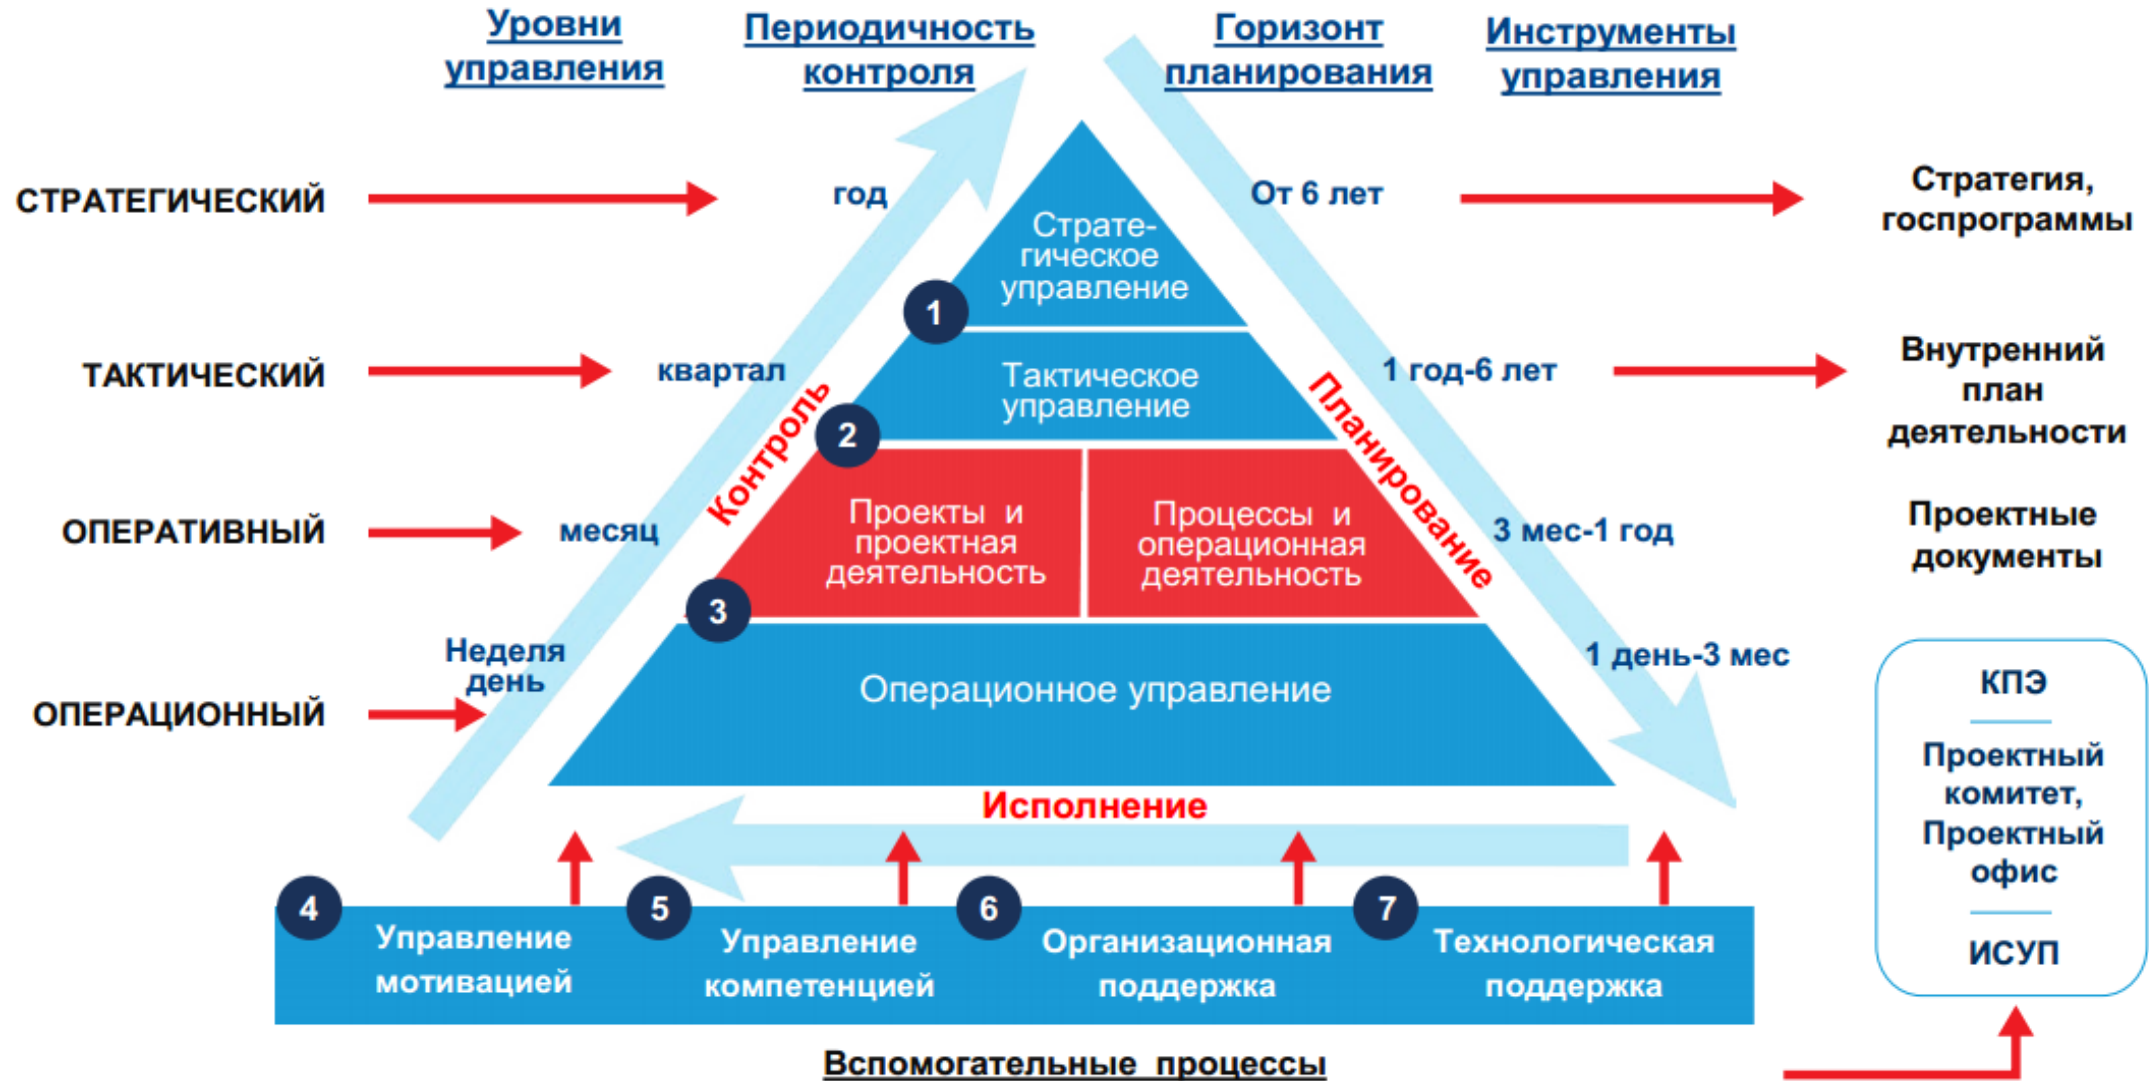 Уровни
управления
Периодичность
контроля
Горизонт
планирования
Инструменты
управления
СТРАТЕГИЧЕСКИЙ
год
Страте-
гическое
управление
От 6 лет
Стратегия,
госпрограммы
1
ТАКТИЧЕСКИЙ
квартал
Тактическое
управление
1 год-6 лет
Внутренний
план
деятельности
Контроль
Планирование
2
ОПЕРАТИВНЫЙ
месяц
Проекты и
проектная
деятельность
Процессы и
операционная
деятельность
3 мес-1 год
Проектные
документы
3
ОПЕРАЦИОННЫЙ
Неделя
день
Операционное управление
1 день-3 мес
КПЭ
Проектный
комитет,
Проектный
офис
ИСУП
Исполнение
4
Управление
мотивацией
5
Управление
компетенцией
6
Организационная
поддержка
7
Технологическая
поддержка
Вспомогательные процессы